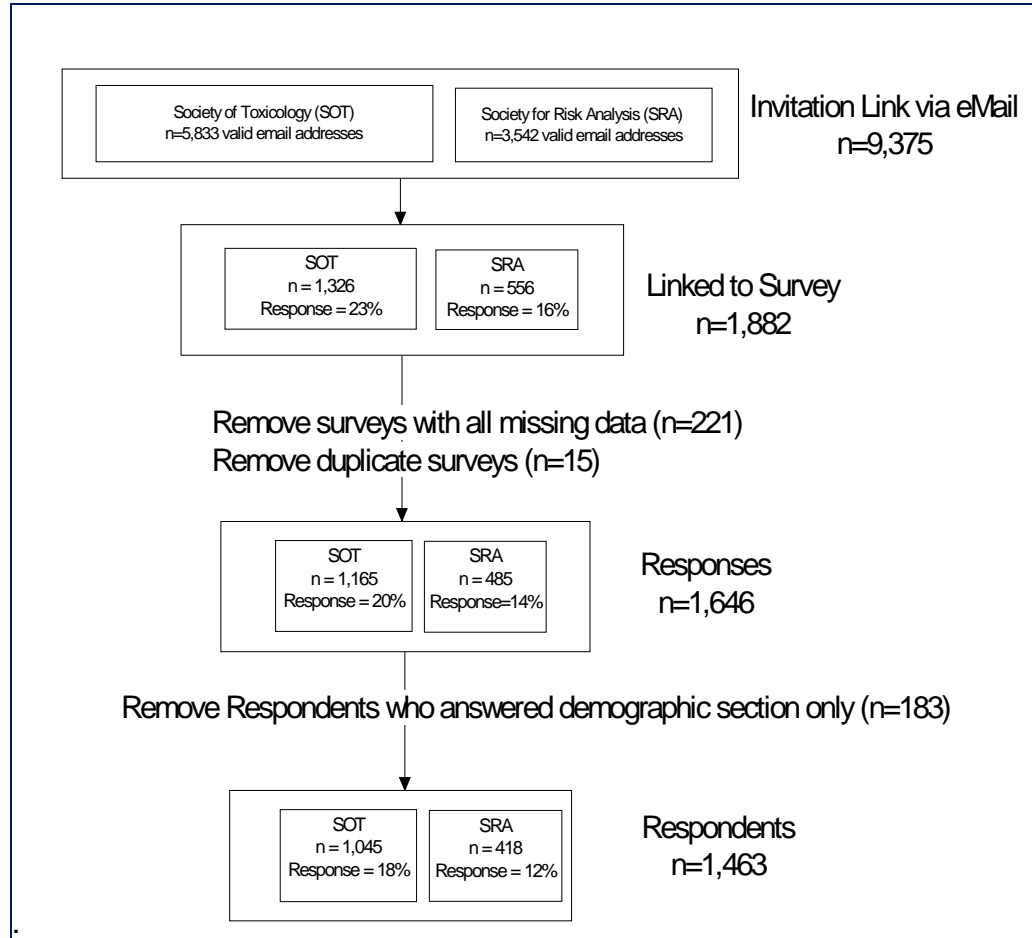 Society of Toxicology (SOT)
n=5,833 valid email addresses
Society for Risk Analysis (SRA)
n=3,542 valid email addresses
Invitation Link via eMail
n=9,375
SOT
n = 1,326
Response = 23%
SRA
n = 556
Response = 16%
Linked to Survey
n=1,882
Remove surveys with all missing data (n=221)
Remove duplicate surveys (n=15)
SOT
n = 1,165
Response = 20%
SRA
n = 485
Response=14%
Responses
n=1,646
Remove Respondents who answered demographic section only (n=183)
SOT
n = 1,045
Response = 18%
SRA
n = 418
Response = 12%
Respondents
n=1,463
.